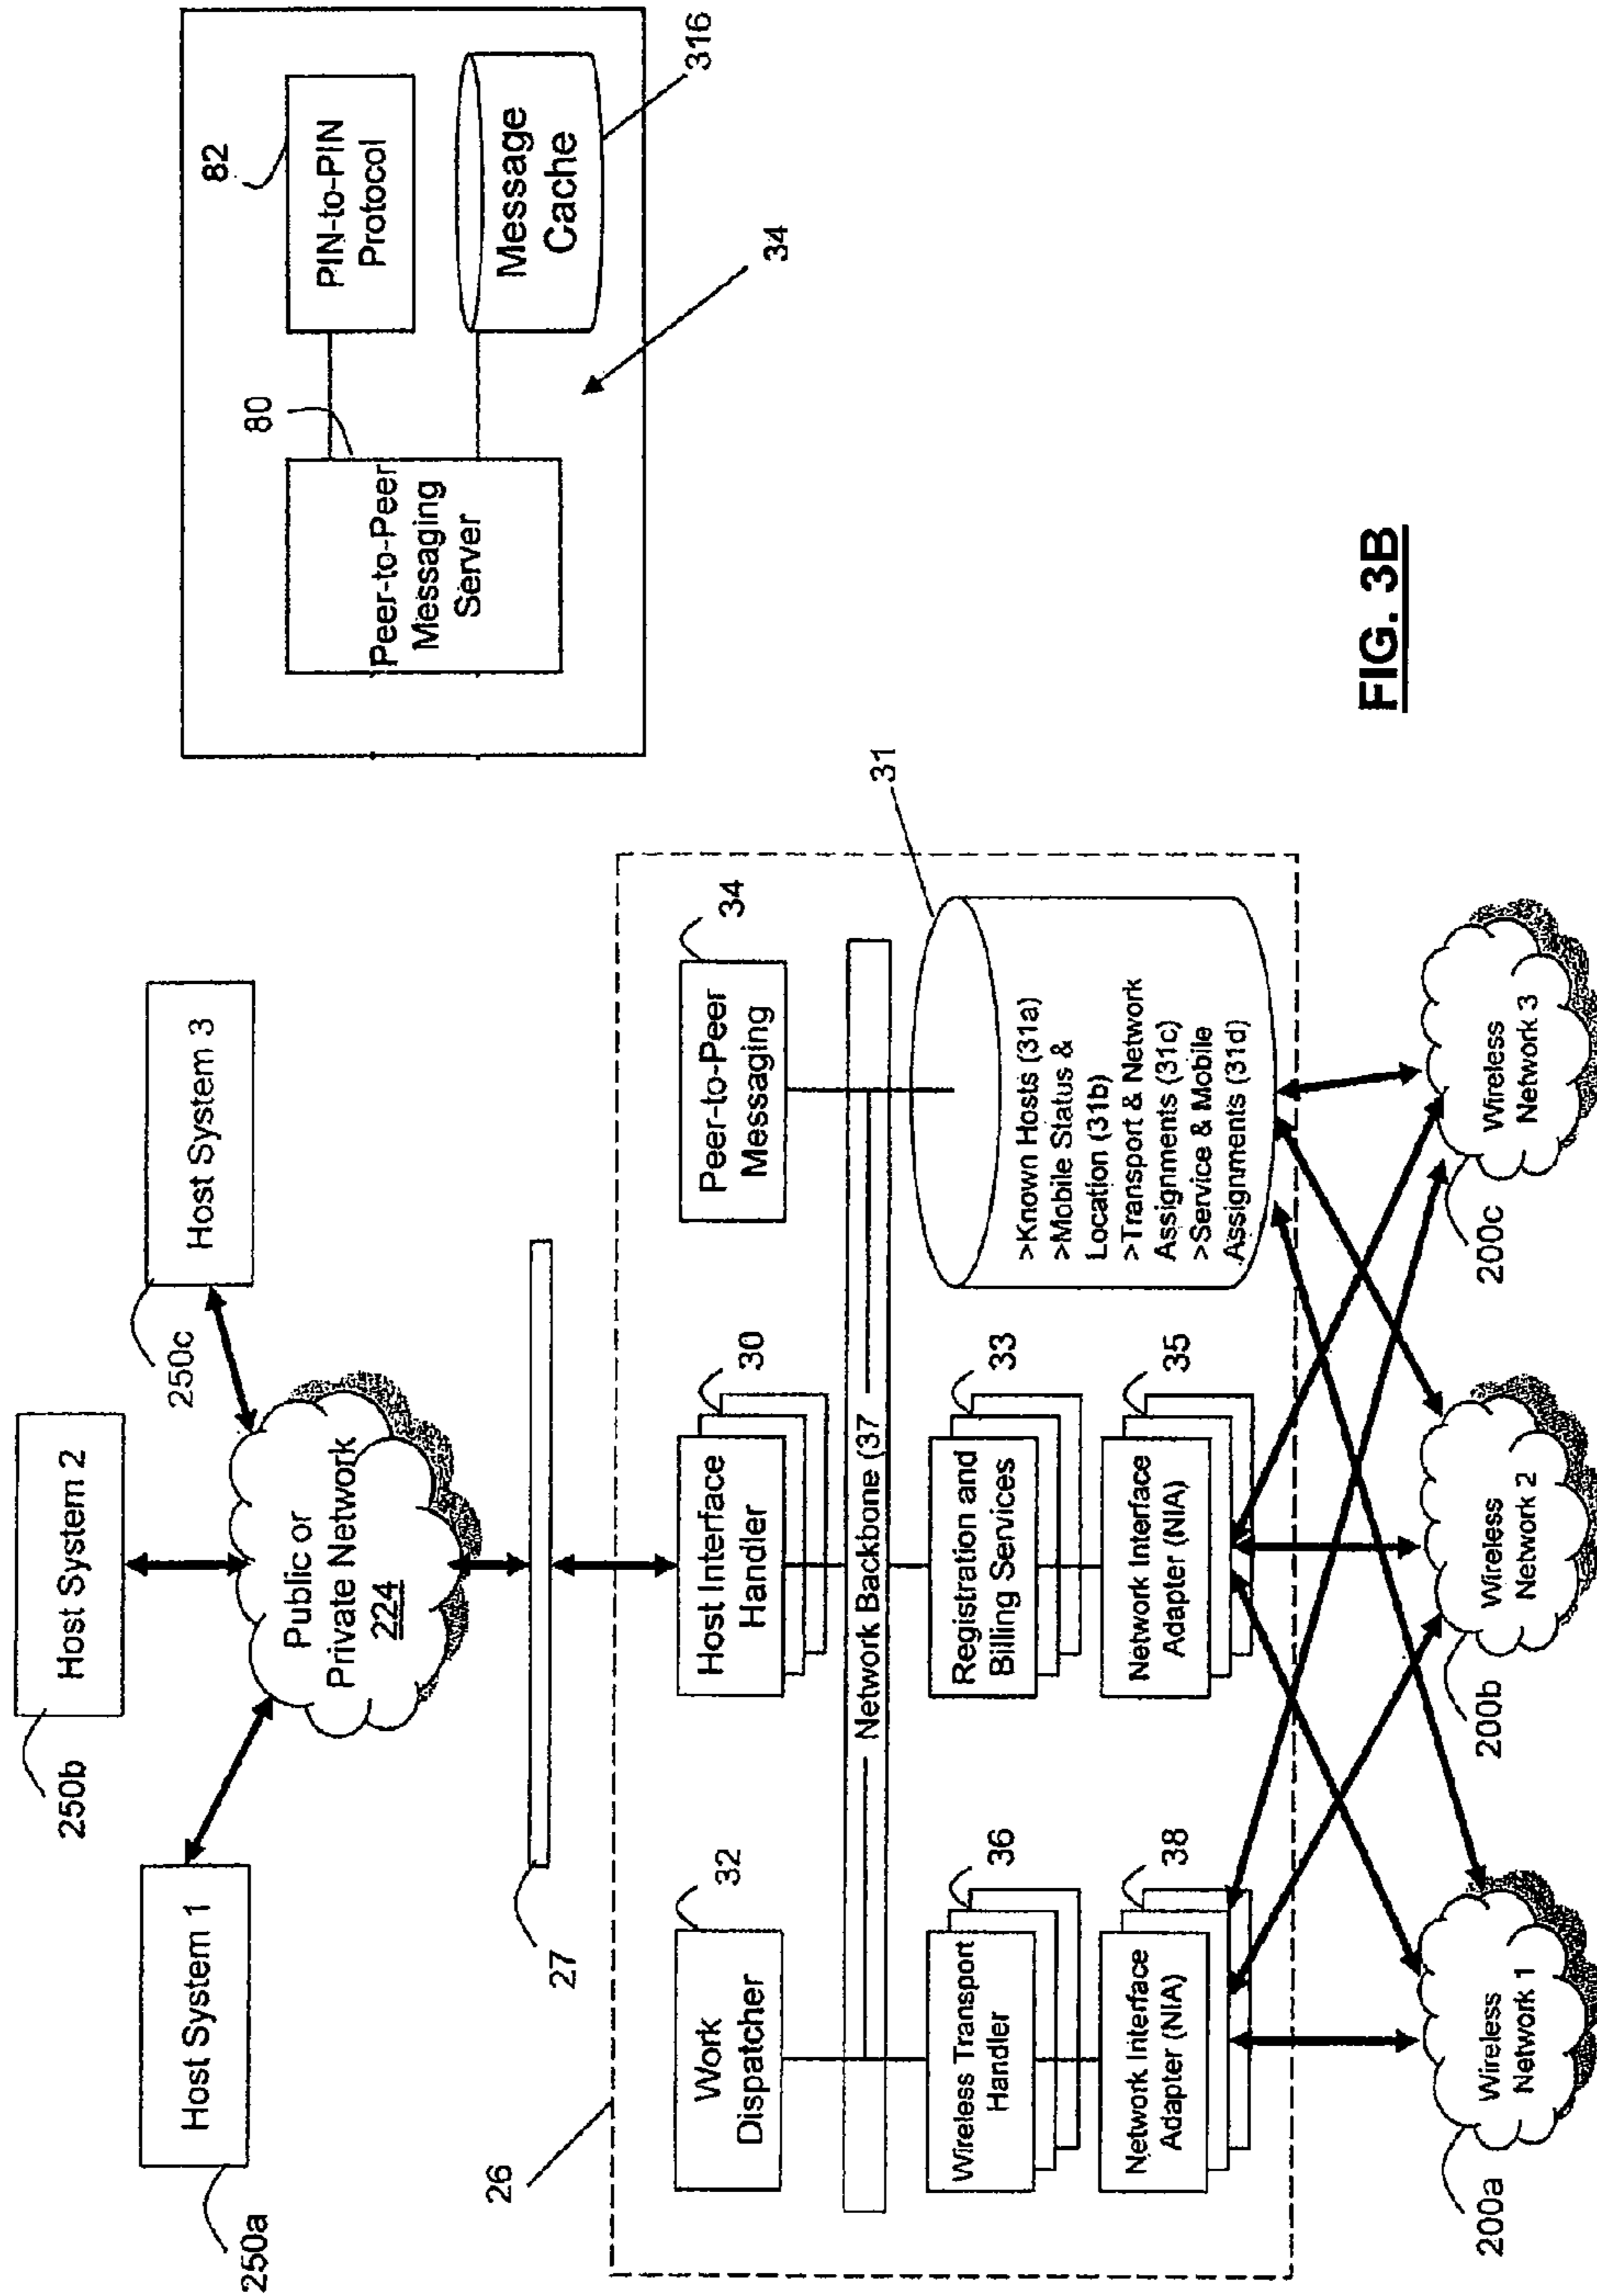 Host System 2
250b
Host System 1
250a
Host System 3
250c
Public or
Private Network
224
27
26
Work
Dispatcher
32
Host Interface
Handler
30
Peer-to-Peer
Messaging
34
Network Backbone (37
Wireless Transport
Handler
36
Registration and
Billing Services
33
31
>Known Hosts (31a)
>Mobile Status &
Location (31b)
>Transport & Network
Assignments (31c)
>Service & Mobile
Assignments (31d)
Network Interface
Adapter (NIA)
38
Network Interface
Adapter (NIA)
35
Wireless
Network 1
200a
Wireless
Network 2
200b
Wireless
Network 3
200c
Peer-to-Peer
Messaging
Server
80
PIN-to-PIN
Protocol
82
Message
Cache
316
34
FIG. 3B